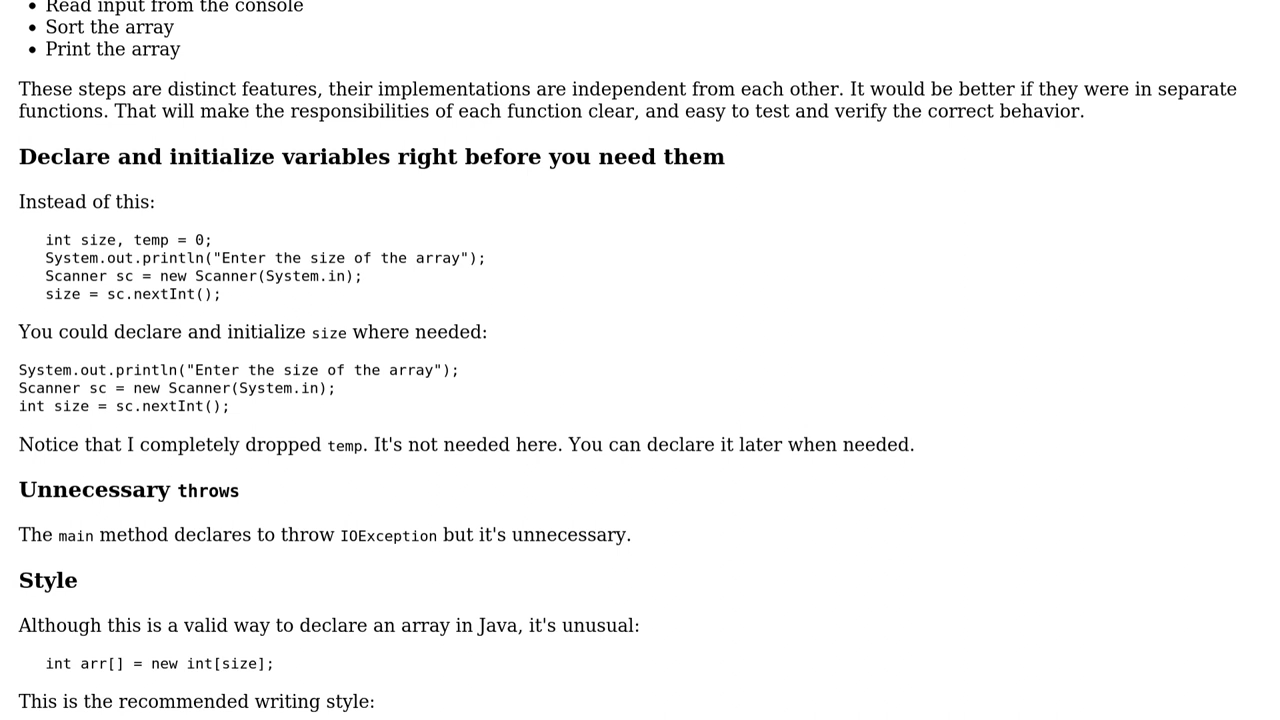 • Read input from the console
• Sort the array
• Print the array
These steps are distinct features, their implementations are independent from each other. It would be better if they were in separate
functions. That will make the responsibilities of each function clear, and easy to test and verify the correct behavior.
Declare and initialize variables right before you need them
Instead of this:
int size, temp = 0;
System.out.println("Enter the size of the array");
Scanner sc = new Scanner(System.in);
size = sc.nextInt();
You could declare and initialize size where needed:
System.out.println("Enter the size of the array");
Scanner sc = new Scanner(System.in);
int size = sc.nextInt();
Notice that I completely dropped temp. It's not needed here. You can declare it later when needed.
Unnecessary throws
The main method declares to throw IOException but it's unnecessary.
Style
Although this is a valid way to declare an array in Java, it's unusual:
int arr[] = new int[size];
This is the recommended writing style: